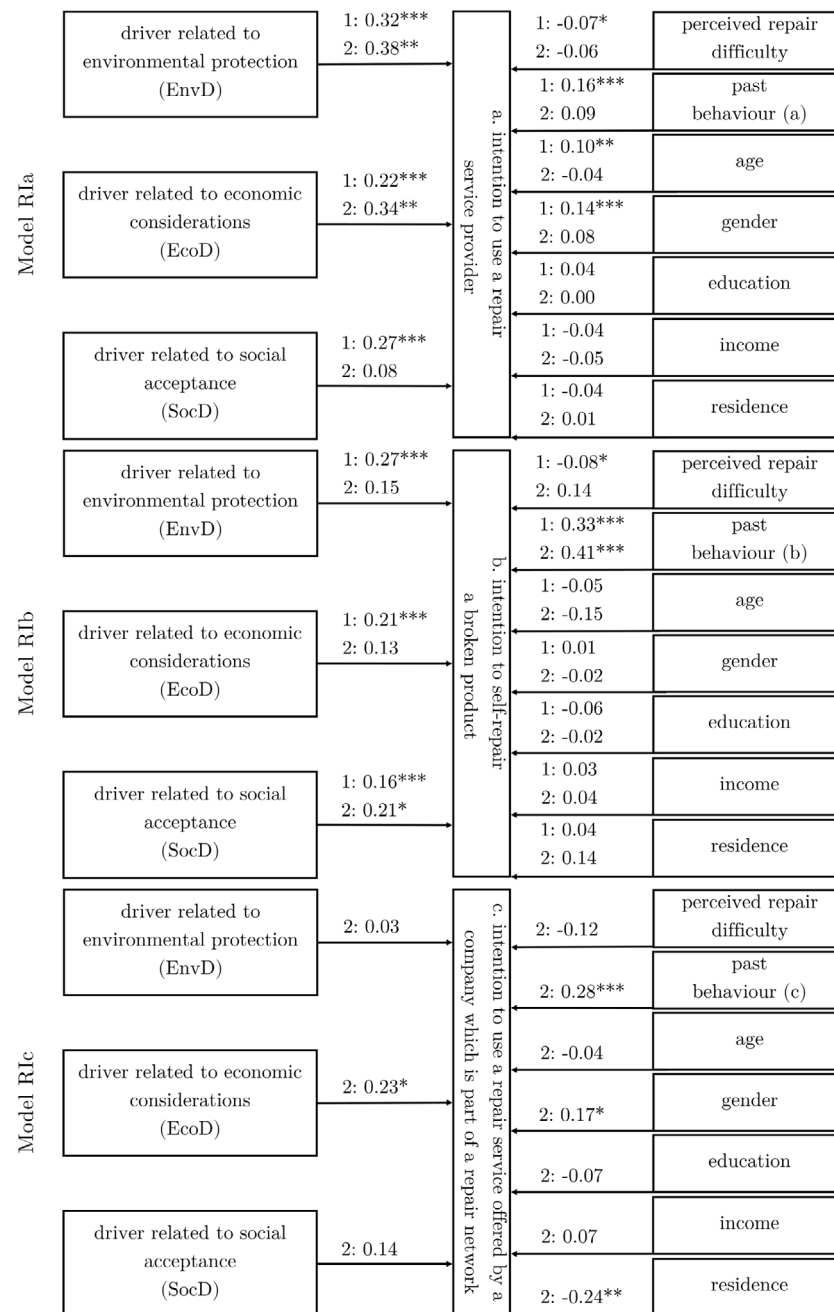 Model RIa
driver related to
environmental protection
(EnvD)
1: 0.32***
2: 0.38**
driver related to economic
considerations
(EcoD)
1: 0.22***
2: 0.34**
driver related to social
acceptance
(SocD)
1: 0.27***
2: 0.08
a. intention to use a repair
service provider
1: -0.07*
2: -0.06
perceived repair
difficulty
1: 0.16***
2: 0.09
past
behaviour (a)
1: 0.10**
2: -0.04
age
1: 0.14***
2: 0.08
gender
1: 0.04
2: 0.00
education
1: -0.04
2: -0.05
income
1: -0.04
2: 0.01
residence
Model RIb
driver related to
environmental protection
(EnvD)
1: 0.27***
2: 0.15
driver related to economic
considerations
(EcoD)
1: 0.21***
2: 0.13
driver related to social
acceptance
(SocD)
1: 0.16***
2: 0.21*
b. intention to self-repair
a broken product
1: -0.08*
2: 0.14
perceived repair
difficulty
1: 0.33***
2: 0.41***
past
behaviour (b)
1: -0.05
2: -0.15
age
1: 0.01
2: -0.02
gender
1: -0.06
2: -0.02
education
1: 0.03
2: 0.04
income
1: 0.04
2: 0.14
residence
Model RIc
driver related to
environmental protection
(EnvD)
2: 0.03
driver related to economic
considerations
(EcoD)
2: 0.23*
driver related to social
acceptance
(SocD)
2: 0.14
c. intention to use a repair service offered by a
company which is part of a repair network
2: -0.12
perceived repair
difficulty
2: 0.28***
past
behaviour (c)
2: -0.04
age
2: 0.17*
gender
2: -0.07
education
2: 0.07
income
2: -0.24**
residence